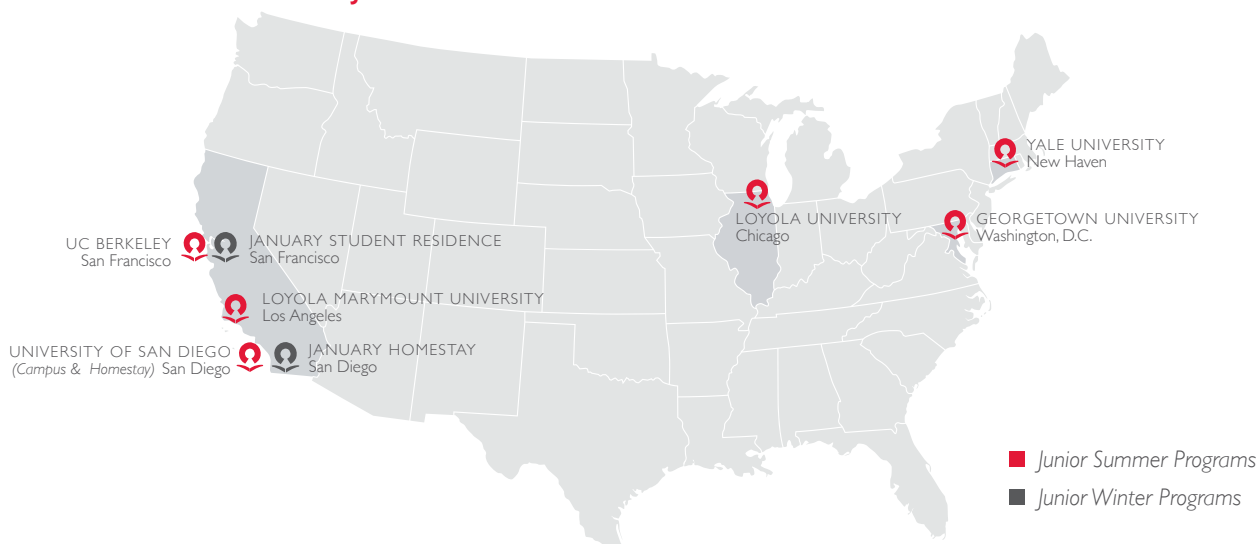 YALE UNIVERSITY
New Haven
LOYOLA UNIVERSITY
Chicago
GEORGETOWN UNIVERSITY
Washington, D.C.
UC BERKELEY
San Francisco
JANUARY STUDENT RESIDENCE
San Francisco
LOYOLA MARYMOUNT UNIVERSITY
Los Angeles
UNIVERSITY OF SAN DIEGO
(Campus & Homestay) San Diego
JANUARY HOMESTAY
San Diego
Junior Summer Programs
Junior Winter Programs